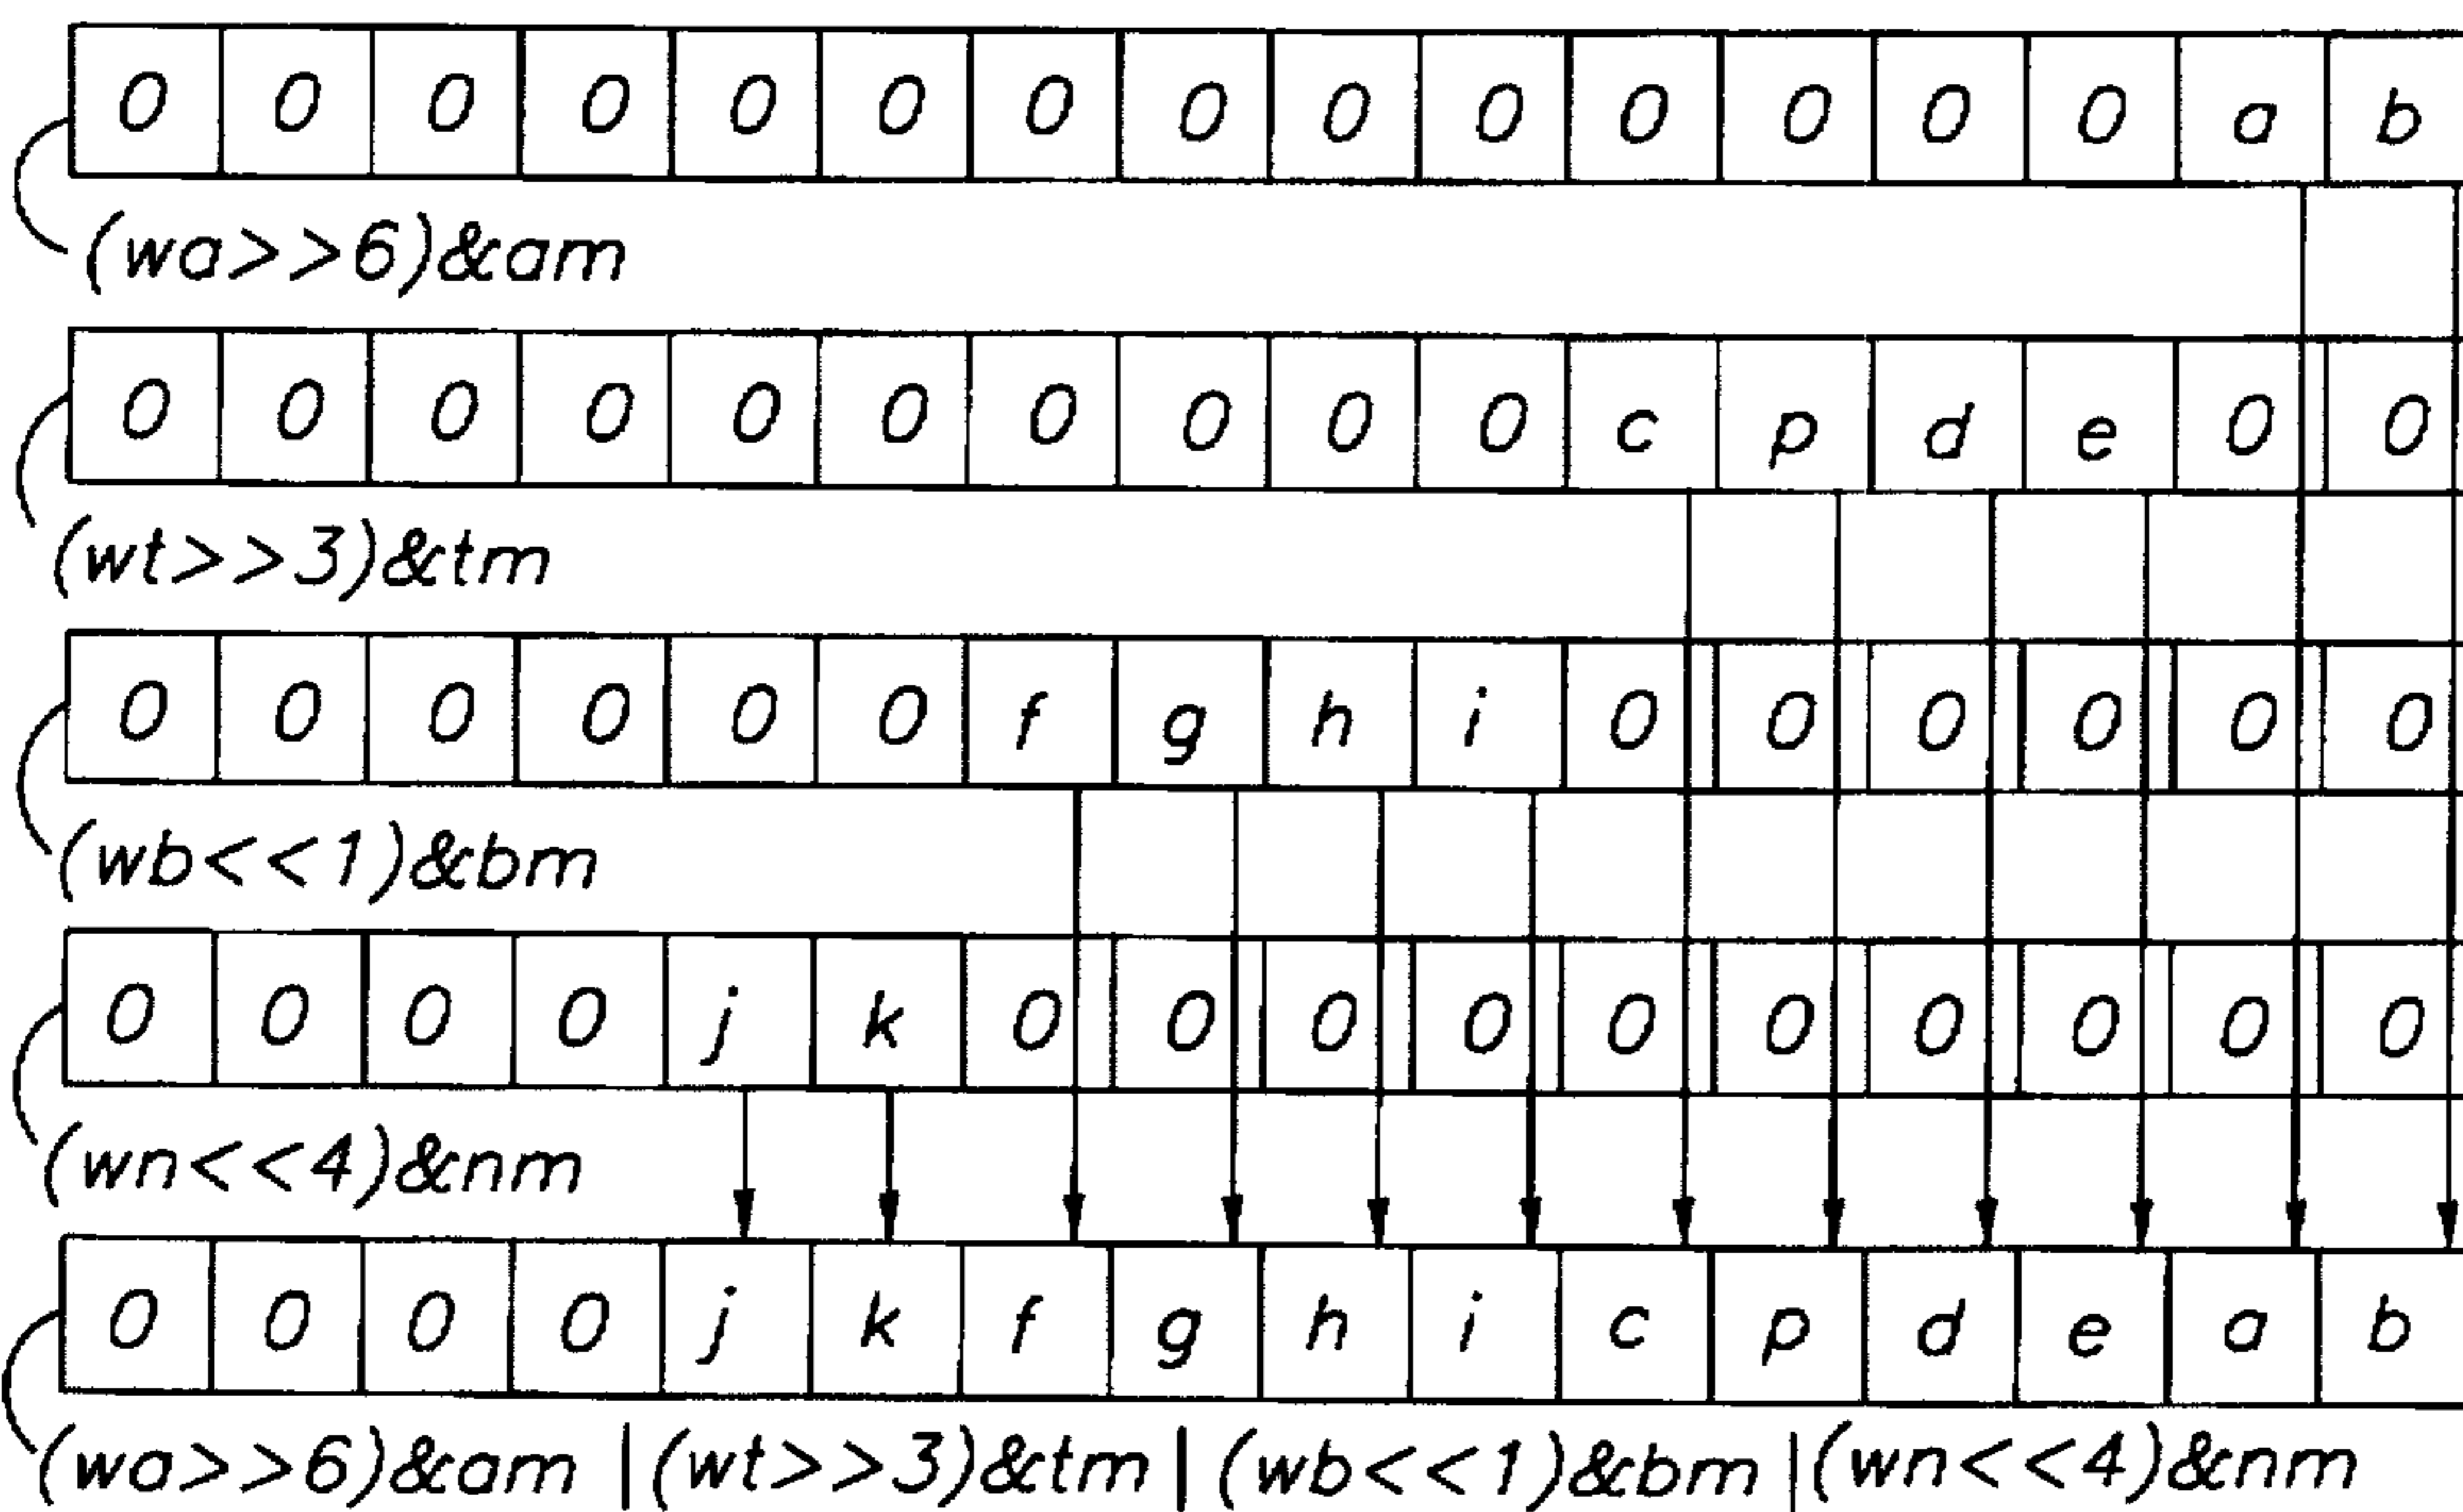 0 0 0 0 0 0 0 0 0 0 0 0 0 0 a b
(wa>>6)&am
0 0 0 0 0 0 0 0 0 0 c p d e 0 0
(wt>>3)&tm
0 0 0 0 0 0 f g h i 0 0 0 0 0 0
(wb<<1)&bm
0 0 0 0 j k 0 0 0 0 0 0 0 0 0 0
(wn<<4)&nm
0 0 0 0 j k f g h i c p d e a b
(wa>>6)&am |(wt>>3)&tm | (wb<<1)&bm |(wn<<4)&nm